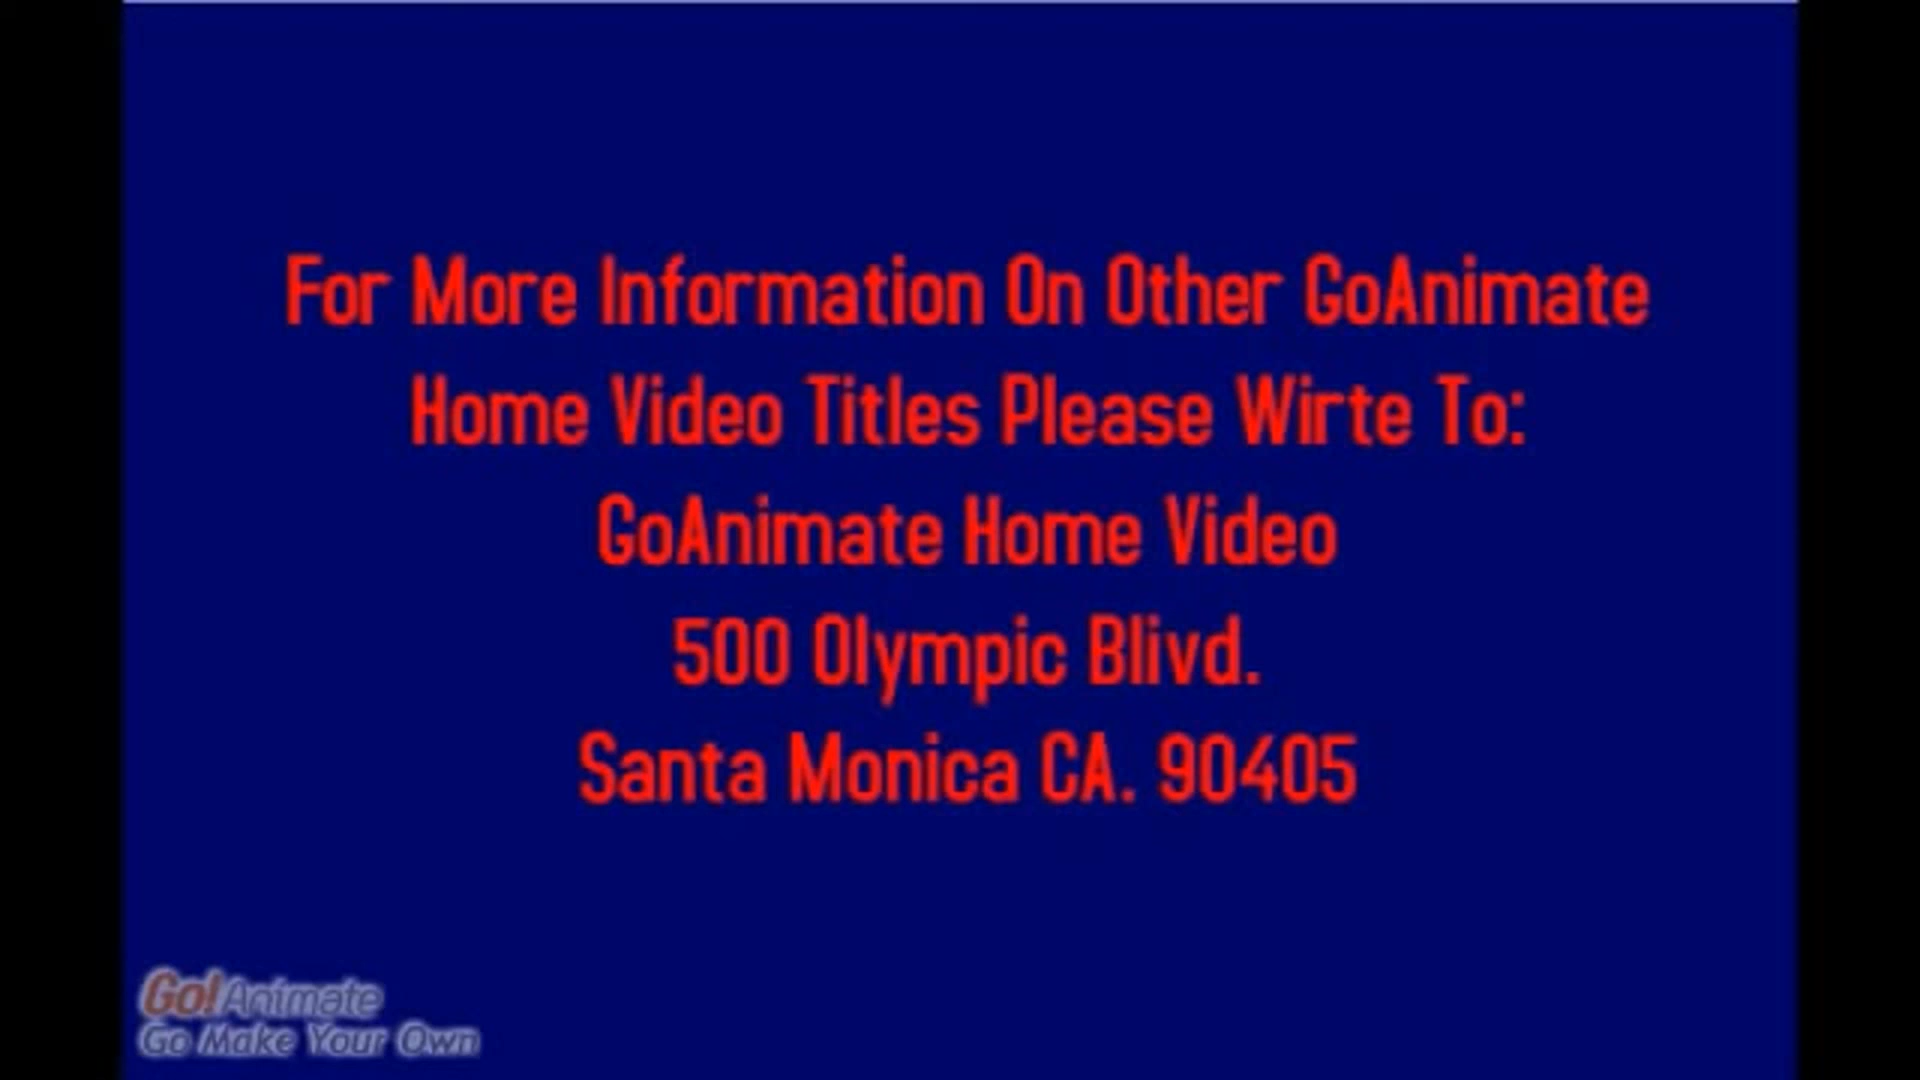 For More Information On Other GoAnimate
Home Video Titles Please Wirte To:
GoAnimate Home Video
500 Olympic Blivd.
Santa Monica CA. 90405
Go!Animate
Go Make Your Own